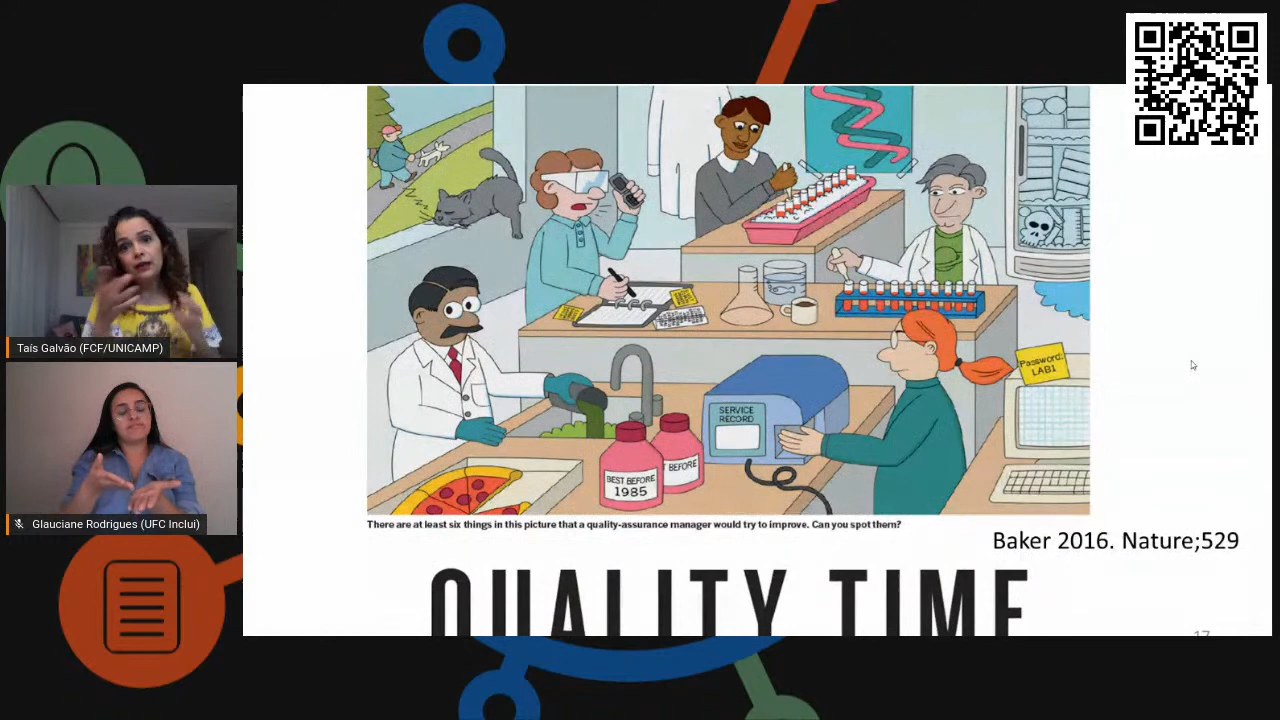 Taís Galvão (FCF/UNICAMP)
Glauciane Rodrigues (UFC Inclui)
Password:
LAB1
SERVICE
RECORD
BEST BEFORE
1985
T BEFORE
There are at least six things in this picture that a quality-assurance manager would try to improve. Can you spot them?
Baker 2016. Nature;529
QUALITY TIME
17